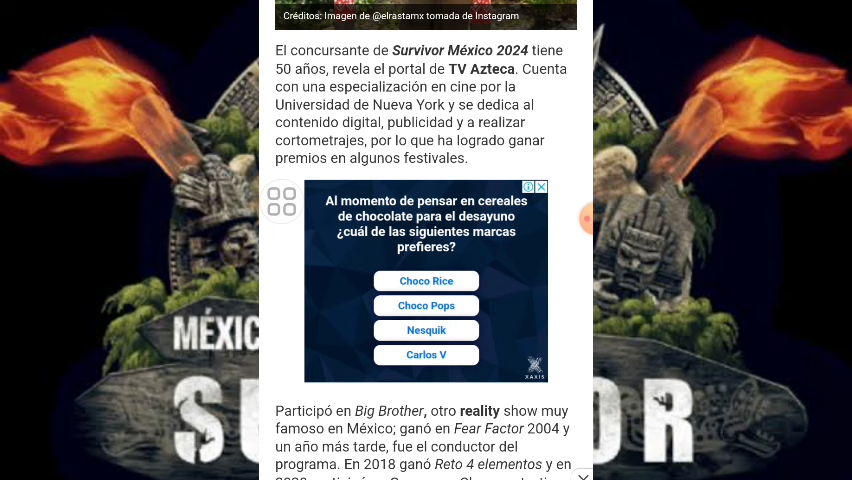 Créditos: Imagen de @elrastamx tomada de Instagram
El concursante de Survivor México 2024 tiene
50 años, revela el portal de TV Azteca. Cuenta
con una especialización en cine por la
Universidad de Nueva York y se dedica al
contenido digital, publicidad y a realizar
cortometrajes, por lo que ha logrado ganar
premios en algunos festivales.
Al momento de pensar en cereales
de chocolate para el desayuno
¿cuál de las siguientes marcas
prefieres?
Choco Rice
Choco Pops
Nesquik
Carlos V
XAXIS
MÉXIC
S OR
Participó en Big Brother, otro reality show muy
famoso en México; ganó en Fear Factor 2004 y
un año más tarde, fue el conductor del
programa. En 2018 ganó Reto 4 elementos y en